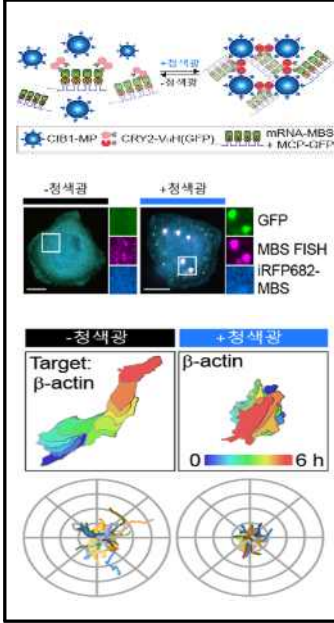 +청색광
-청색광
CIB1-MP CRY2-VHH(GFP) mRNA-MBS + MCP-GFP
-청색광 +청색광
GFP
MBS FISH
iRFP682-MBS
-청색광 +청색광
Target: β-actin
β-actin
0 6 h